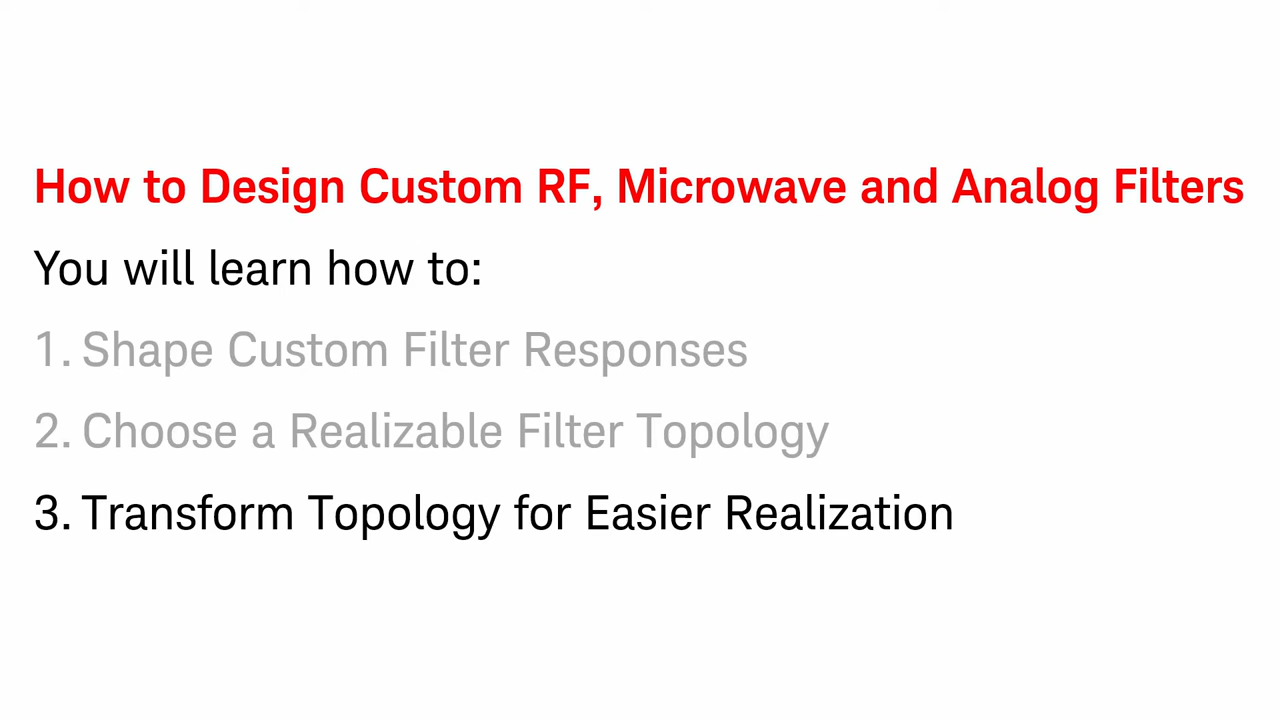 How to Design Custom RF, Microwave and Analog Filters
You will learn how to:
1. Shape Custom Filter Responses
2. Choose a Realizable Filter Topology
3. Transform Topology for Easier Realization